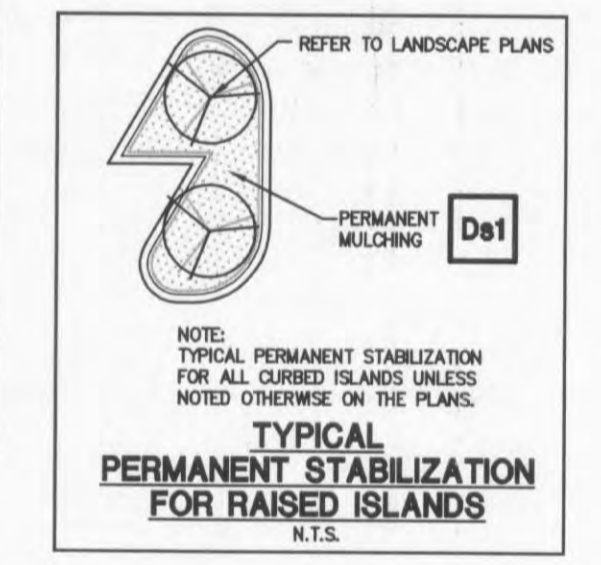 REFER TO LANDSCAPE PLANS
PERMANENT
MULCHING
Ds1
NOTE:
TYPICAL PERMANENT STABILIZATION
FOR ALL CURBED ISLANDS UNLESS
NOTED OTHERWISE ON THE PLANS.
TYPICAL
PERMANENT STABILIZATION
FOR RAISED ISLANDS
N.T.S.